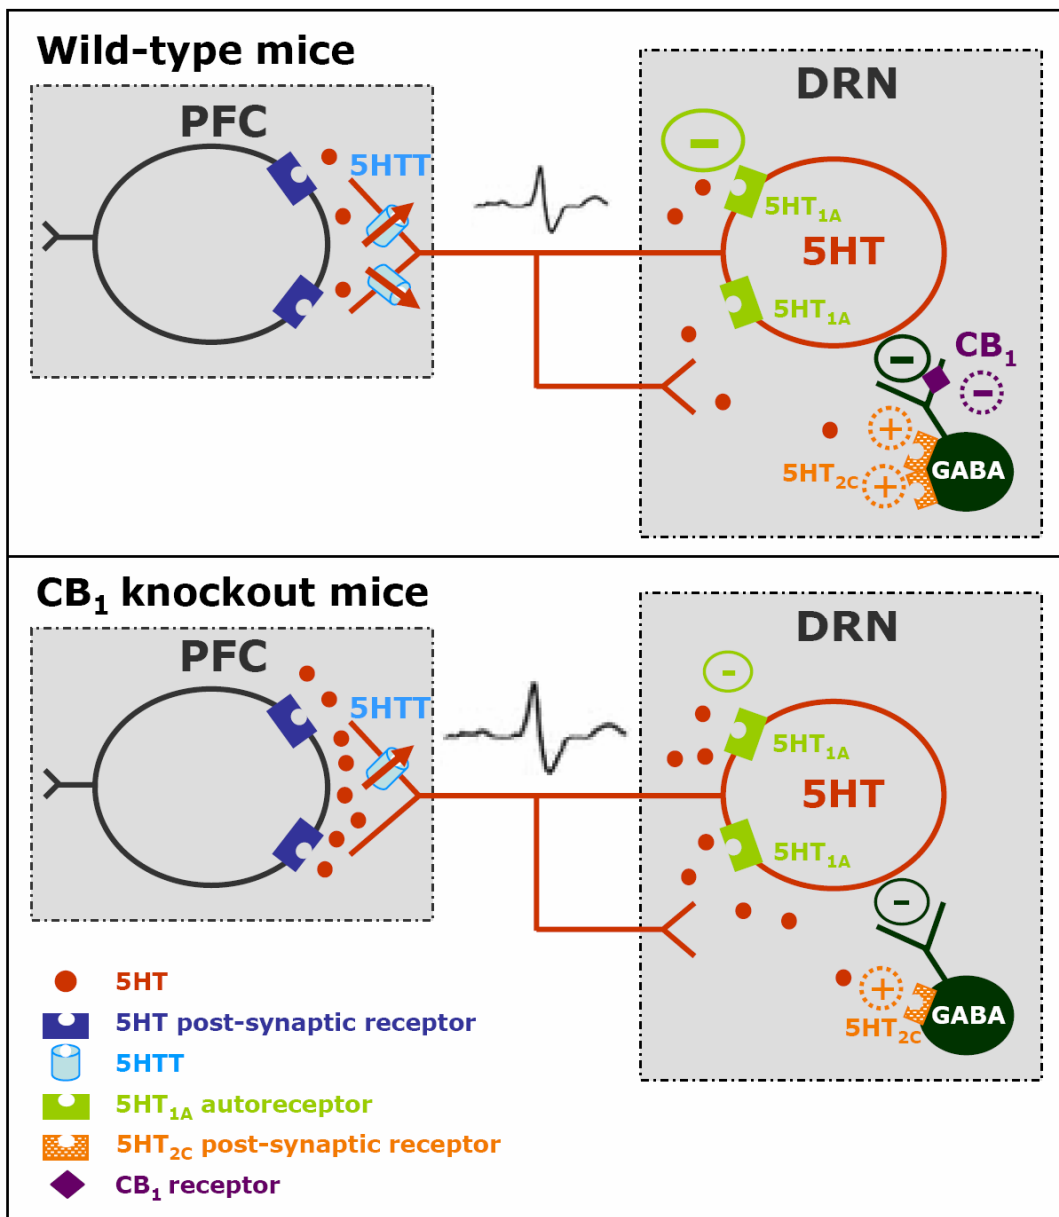 Wild-type mice
PFC
5HTT
DRN
−
5HT₁ₐ
5HT
5HT₁ₐ
−
CB₁
−
+
5HT₂C
+
GABA
CB₁ knockout mice
PFC
5HTT
DRN
-
5HT₁ₐ
5HT
5HT₁ₐ
-
+
5HT₂C
GABA
5HT
5HT post-synaptic receptor
5HTT
5HT₁ₐ autoreceptor
5HT₂C post-synaptic receptor
CB₁ receptor